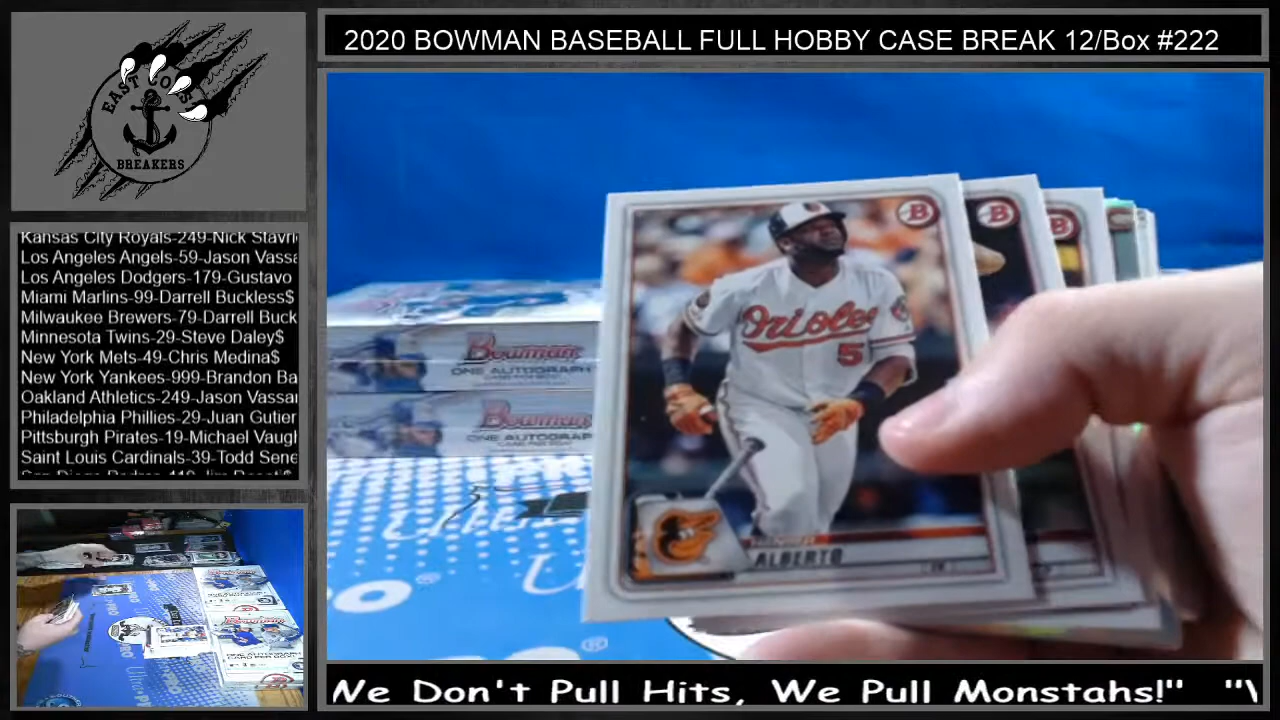 2020 BOWMAN BASEBALL FULL HOBBY CASE BREAK 12/Box #222
EAST COAST
BREAKERS
Kansas City Royals-249-Nick Stavri
Los Angeles Angels-59-Jason Vassa
Los Angeles Dodgers-179-Gustavo
Miami Marlins-99-Darrell Buckless$
Milwaukee Brewers-79-Darrell Buck
Minnesota Twins-29-Steve Daley$
New York Mets-49-Chris Medina$
New York Yankees-999-Brandon Ba
Oakland Athletics-249-Jason Vassar
Philadelphia Phillies-29-Juan Gutier
Pittsburgh Pirates-19-Michael Vaugh
Saint Louis Cardinals-39-Todd Sene
B
B
B
Orioles
5
ALBERTO
Bowman
ONE AUTOGRAPH
Bowman
ONE AUTOGRAPH
We Don't Pull Hits, We Pull Monstahs!" "V